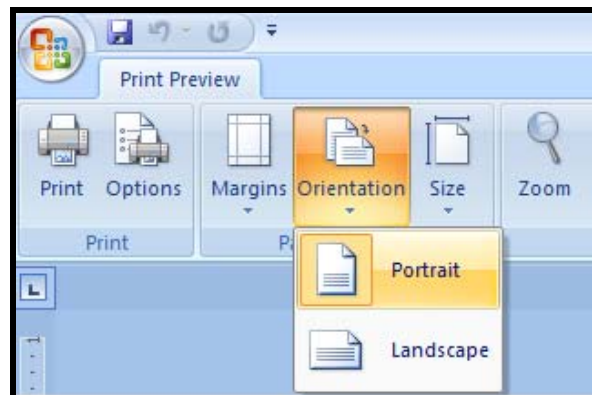 Print Preview
Print Options Margins Orientation Size Zoom
Print
Portrait
Landscape